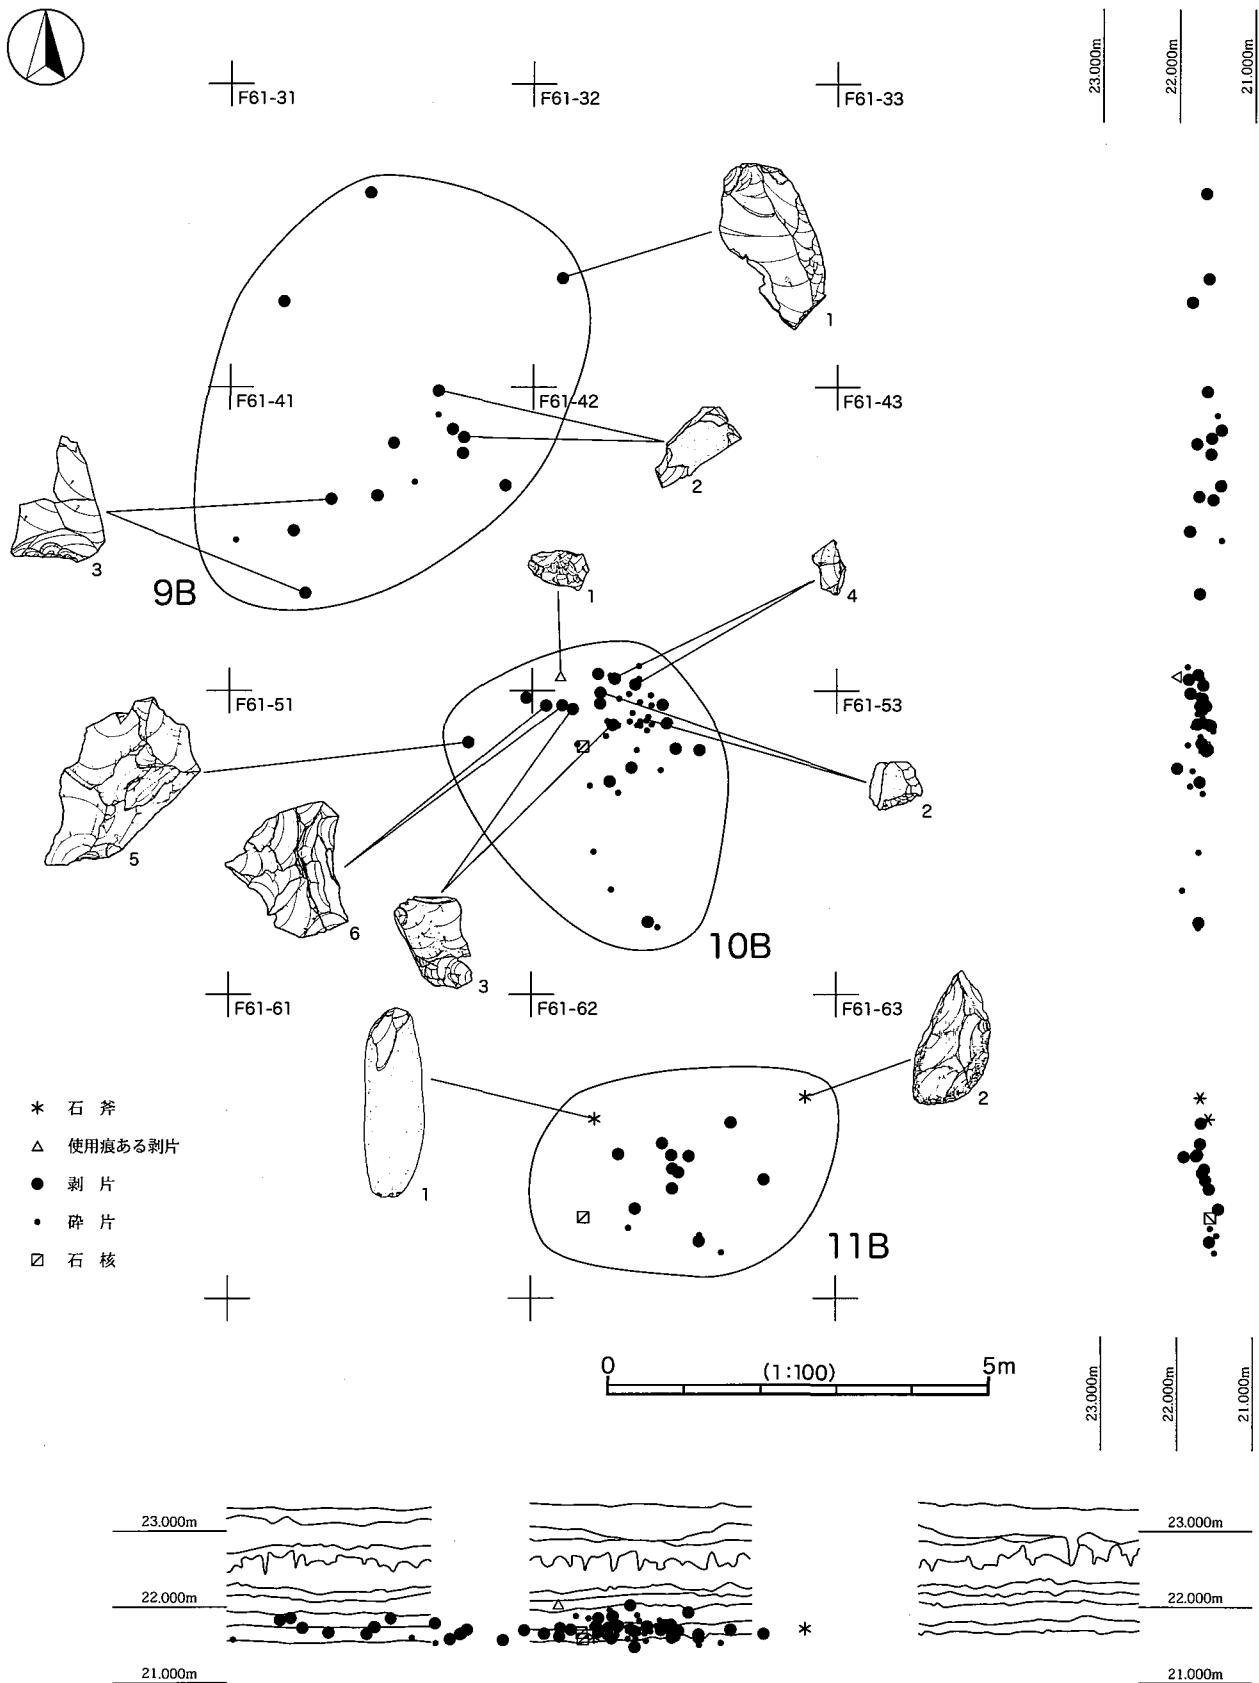 23.000m
22.000m
21.000m
F61-31
F61-32
F61-33
1
F61-41
F61-42
F61-43
2
3
9B
1
4
F61-51
F61-53
5
2
6
10B
3
F61-61
F61-62
F61-63
石 斧
使用痕ある剥片
剥 片
砕 片
石 核
1
2
11B
0 (1:100) 5m
23.000m
22.000m
21.000m
23.000m
22.000m
21.000m
23.000m
22.000m
21.000m